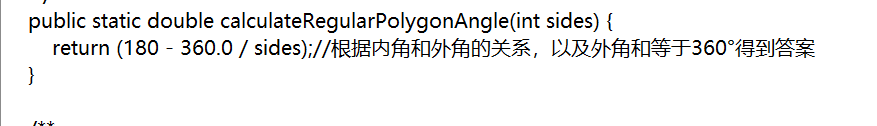 public static double calculateRegularPolygonAngle(int sides) {
return (180 - 360.0 / sides);//根据内角和外角的关系，以及外角和等于360°得到答案
}
/**